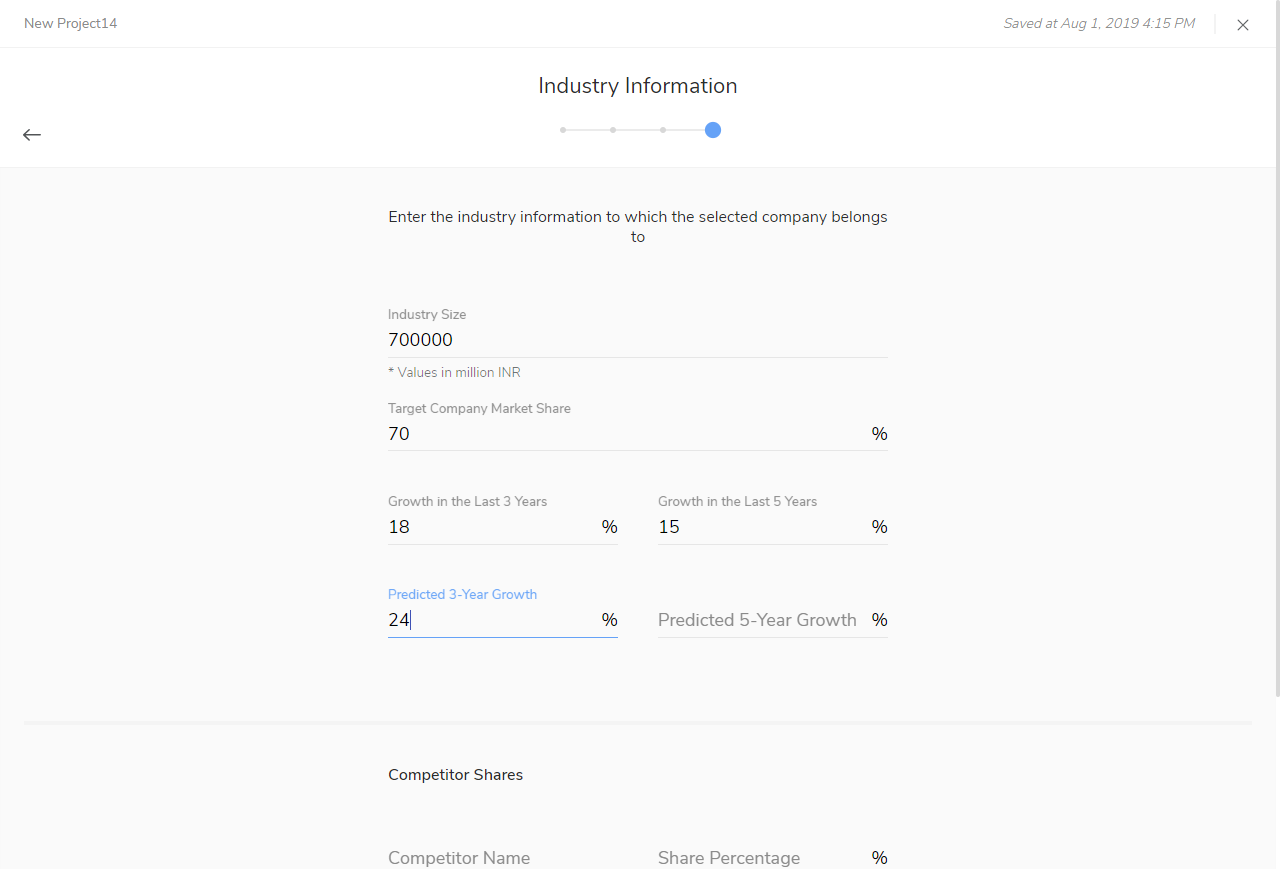 New Project14
Saved at Aug 1, 2019 4:15 PM
Industry Information
Enter the industry information to which the selected company belongs
to
Industry Size
700000
* Values in million INR
Target Company Market Share
70 %
Growth in the Last 3 Years
18 %
Growth in the Last 5 Years
15 %
Predicted 3-Year Growth
24 %
Predicted 5-Year Growth %
Competitor Shares
Competitor Name
Share Percentage %